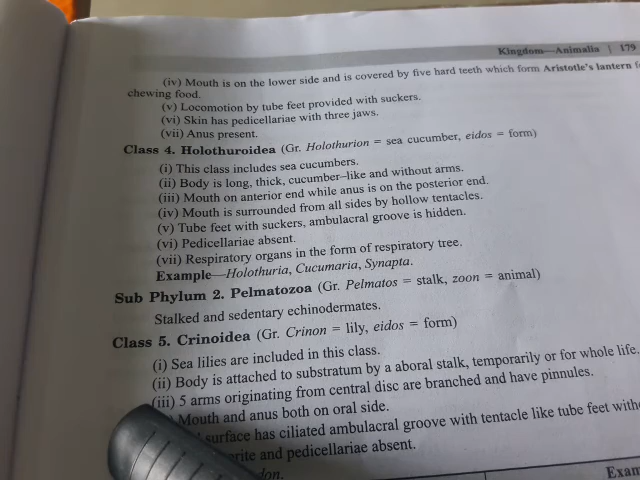 Kingdom—Animalia | 179
(iv) Mouth is on the lower side and is covered by five hard teeth which form Aristotle's lantern
chewing food.
(v) Locomotion by tube feet provided with suckers.
(vi) Skin has pedicellariae with three jaws.
(vii) Anus present.
Class 4. Holothuroidea (Gr. Holothurion = sea cucumber, eidos = form)
(i) This class includes sea cucumbers.
(ii) Body is long, thick, cucumber–like and without arms.
(iii) Mouth on anterior end while anus is on the posterior end.
(iv) Mouth is surrounded from all sides by hollow tentacles.
(v) Tube feet with suckers, ambulacral groove is hidden.
(vi) Pedicellariae absent.
(vii) Respiratory organs in the form of respiratory tree.
Example—Holothuria, Cucumaria, Synapta.
Sub Phylum 2. Pelmatozoa (Gr. Pelmatos = stalk, zoon = animal)
Stalked and sedentary echinodermates.
Class 5. Crinoidea (Gr. Crinon = lily, eidos = form)
(i) Sea lilies are included in this class.
(ii) Body is attached to substratum by a aboral stalk, temporarily or for whole life.
(iii) 5 arms originating from central disc are branched and have pinnules.
Mouth and anus both on oral side.
surface has ciliated ambulacral groove with tentacle like tube feet
and pedicellariae absent.